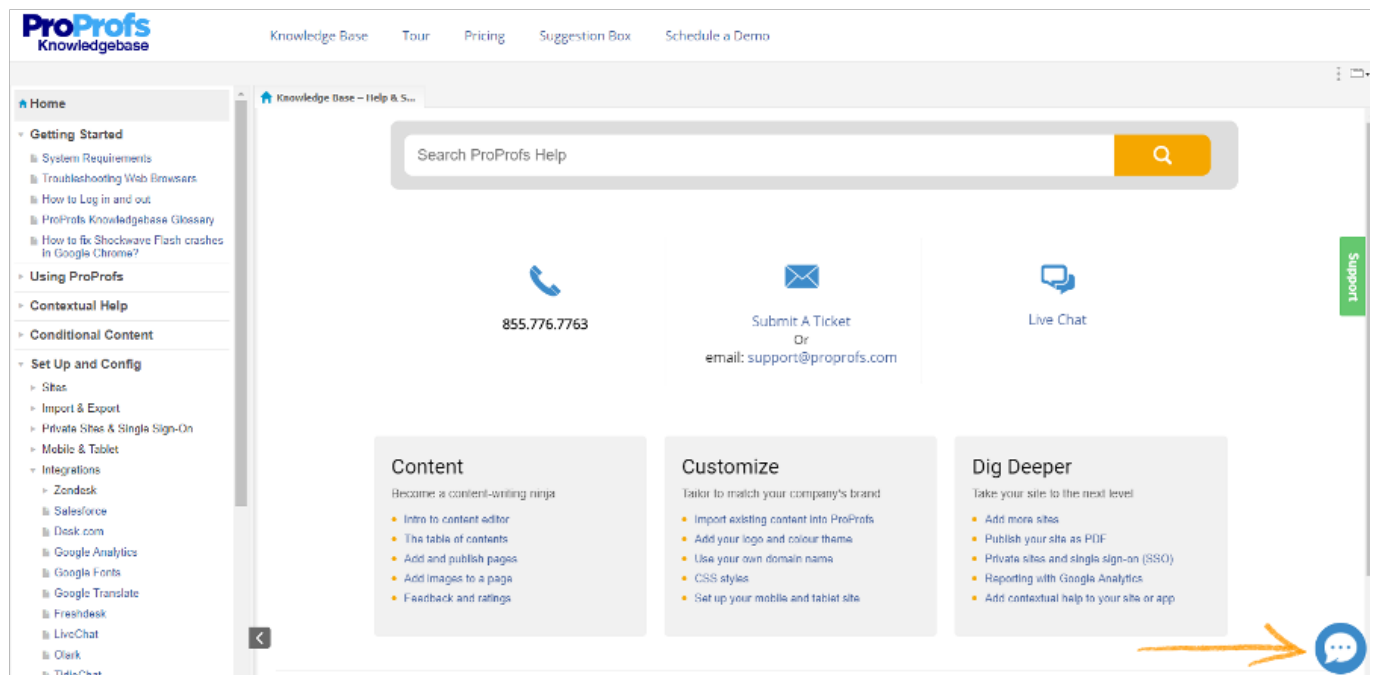 ProProfs
Knowledgebase
Knowledge Base
Tour
Pricing
Suggestion Box
Schedule a Demo
Home
Getting Started
System Requirements
Troubleshooting Web Browsers
How to Log in and out
ProProfs Knowledgebase Glossary
How to fix Shockwave Flash crashes
in Google Chrome?
Using ProProfs
Contextual Help
Conditional Content
Set Up and Config
Sites
Import & Export
Private Sites & Single Sign-On
Mobile & Tablet
Integrations
Zendesk
Salesforce
Desk.com
Google Analytics
Google Fonts
Google Translate
Freshdesk
LiveChat
Olark
TidioChat
Knowledge Base – Help & S...
Search ProProfs Help
855.776.7763
Submit A Ticket
Or
email: support@proprofs.com
Live Chat
Support
Content
Become a content-writing ninja
Intro to content editor
The table of contents
Add and publish pages
Add images to a page
Feedback and ratings
Customize
Tailor to match your company's brand
Import existing content into ProProfs
Add your logo and colour theme
Use your own domain name
CSS styles
Set up your mobile and tablet site
Dig Deeper
Take your site to the next level
Add more sites
Publish your site as PDF
Private sites and single sign-on (SSO)
Reporting with Google Analytics
Add contextual help to your site or app